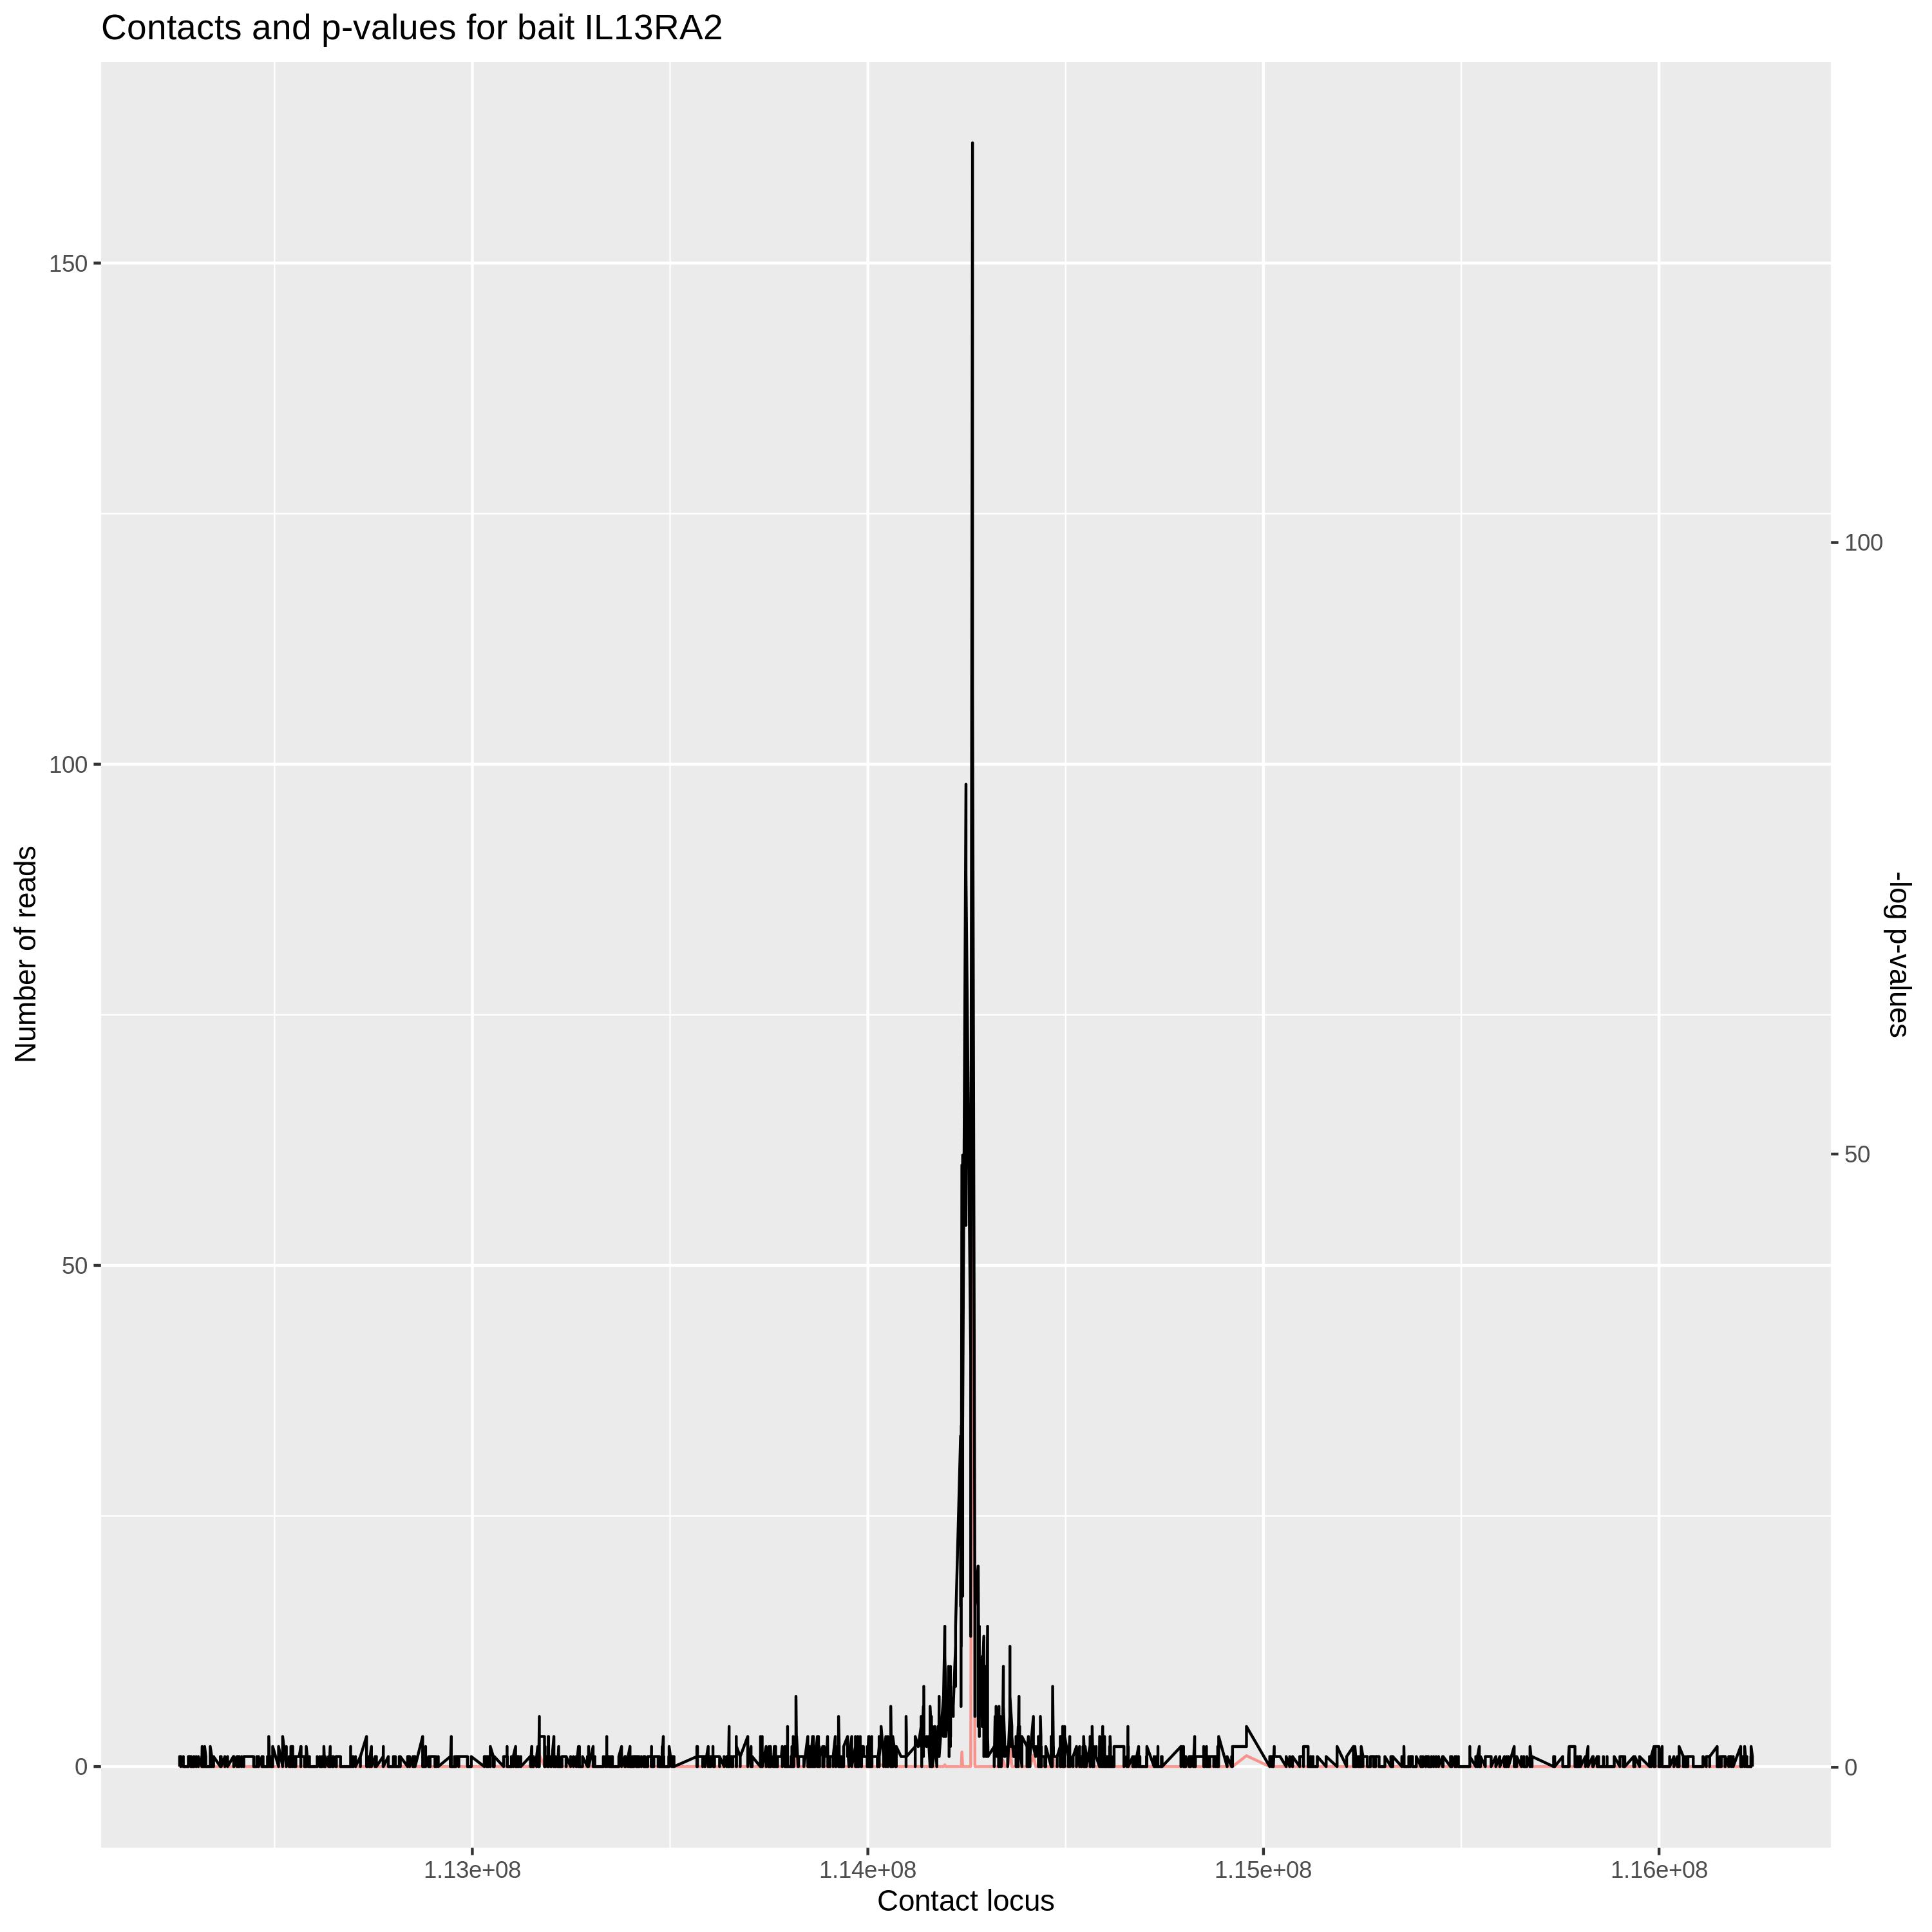 Contacts and p-values for bait IL13RA2
150
100
50
0
100
50
0
Number of reads
-log p-values
1.13e+08
1.14e+08
1.15e+08
1.16e+08
Contact locus